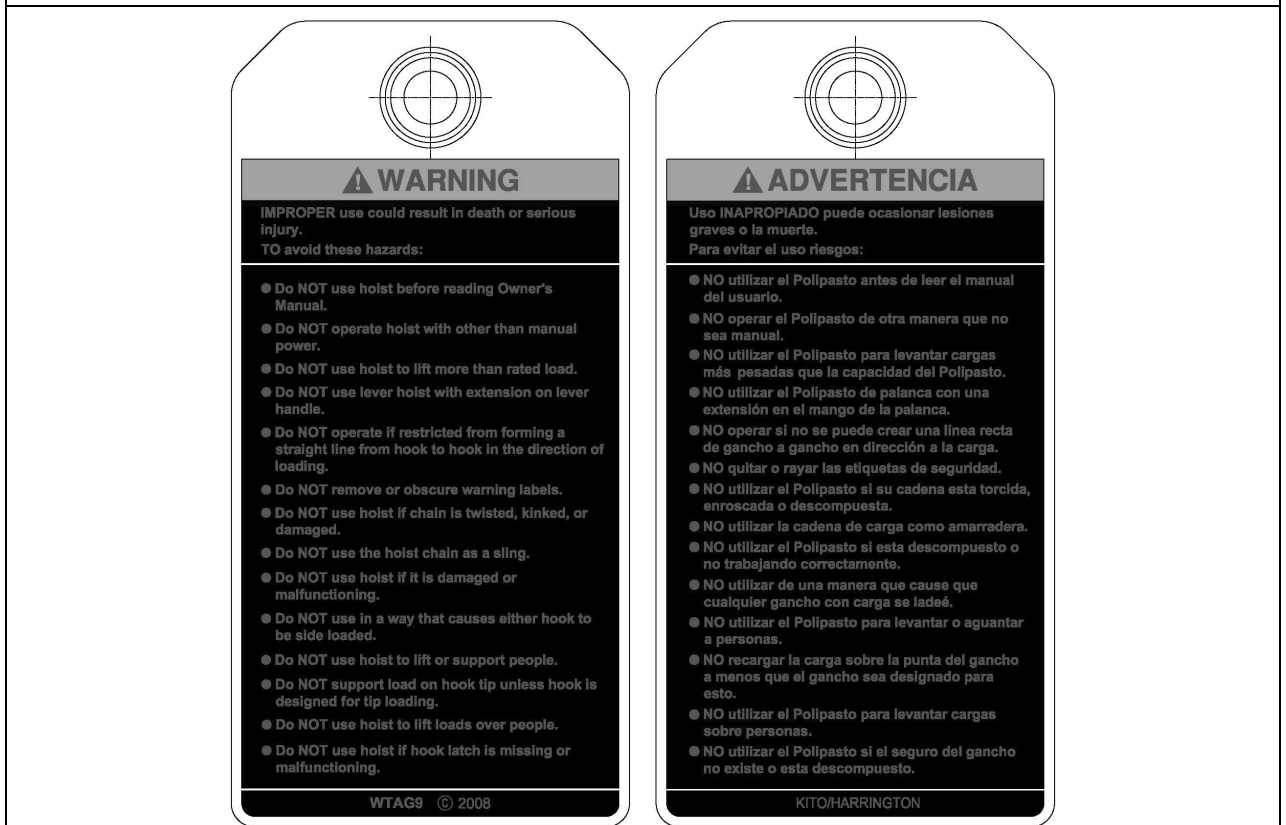 WARNING
IMPROPER use could result in death or serious
injury.
TO avoid these hazards:
● Do NOT use hoist before reading Owner's
Manual.
● Do NOT operate hoist with other than manual
power.
● Do NOT use hoist to lift more than rated load.
● Do NOT use lever hoist with extension on lever
handle.
● Do NOT operate if restricted from forming a
straight line from hook to hook in the direction of
loading.
● Do NOT remove or obscure warning labels.
● Do NOT use hoist if chain is twisted, kinked, or
damaged.
● Do NOT use the hoist chain as a sling.
● Do NOT use hoist if it is damaged or
malfunctioning.
● Do NOT use in a way that causes either hook to
be side loaded.
● Do NOT use hoist to lift or support people.
● Do NOT support load on hook tip unless hook is
designed for tip loading.
● Do NOT use hoist to lift loads over people.
● Do NOT use hoist if hook latch is missing or
malfunctioning.
WTAG9 © 2008
ADVERTENCIA
Uso INAPROPIADO puede ocasionar lesiones
graves o la muerte.
Para evitar el uso riesgos:
● NO utilizar el Polipasto antes de leer el manual
del usuario.
● NO operar el Polipasto de otra manera que no
sea manual.
● NO utilizar el Polipasto para levantar cargas
más pesadas que la capacidad del Polipasto.
● NO utilizar el Polipasto de palanca con una
extensión en el mango de la palanca.
● NO operar si no se puede crear una línea recta
de gancho a gancho en dirección a la carga.
● NO quitar o rayar las etiquetas de seguridad.
● NO utilizar el Polipasto si su cadena esta torcida,
enroscada o descompuesta.
● NO utilizar la cadena de carga como amarradera.
● NO utilizar el Polipasto si esta descompuesto o
no trabajando correctamente.
● NO utilizar de una manera que cause que
cualquier gancho con carga se ladeé.
● NO utilizar el Polipasto para levantar o aguantar
a personas.
● NO recargar la carga sobre la punta del gancho
a menos que el gancho sea designado para
esto.
● NO utilizar el Polipasto para levantar cargas
sobre personas.
● NO utilizar el Polipasto si el seguro del gancho
no existe o esta descompuesto.
KITO/HARRINGTON